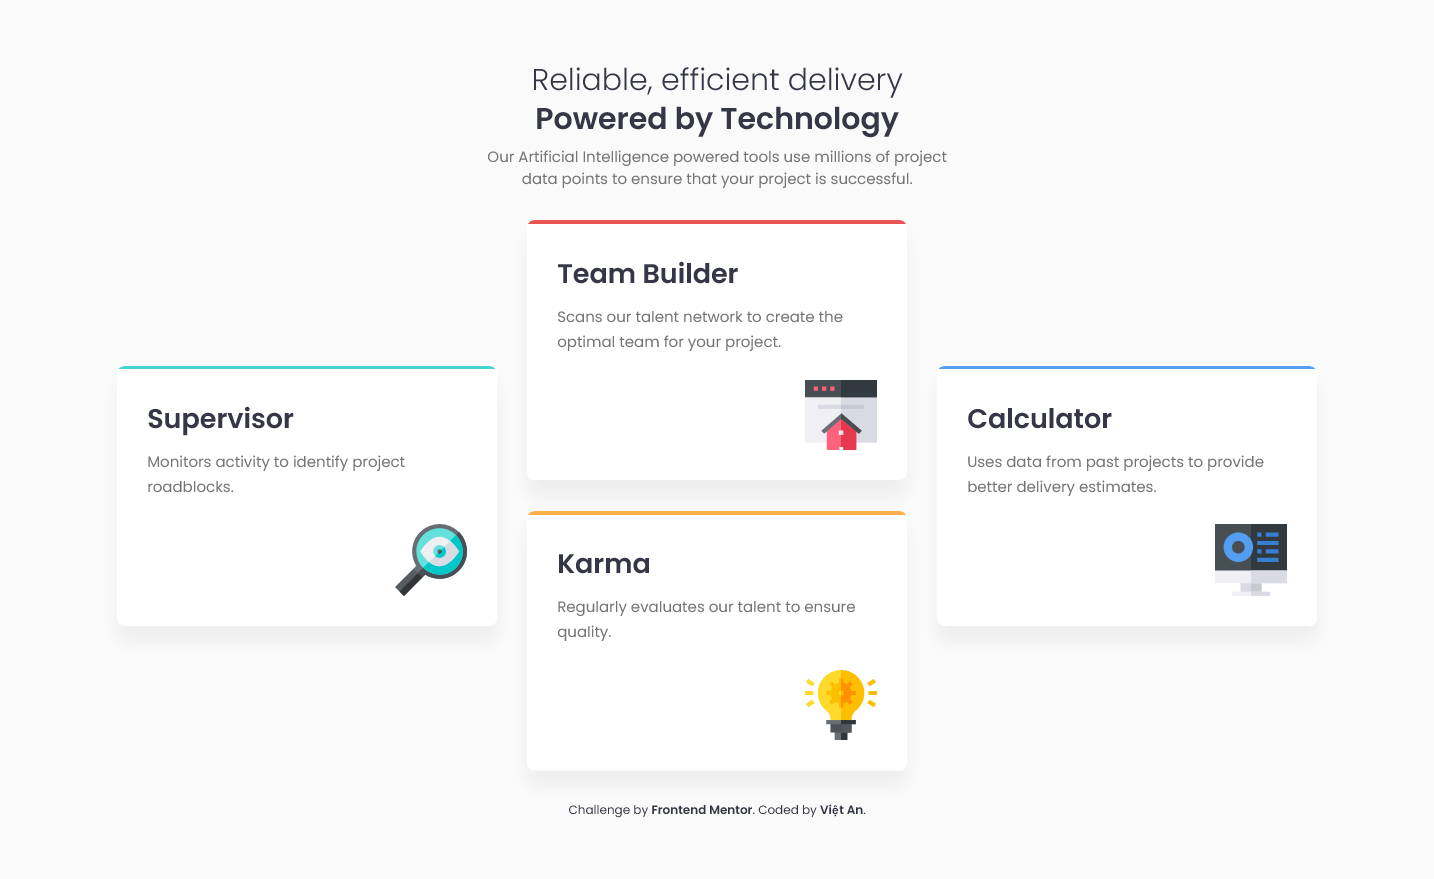 Reliable, efficient delivery
Powered by Technology
Our Artificial Intelligence powered tools use millions of project
data points to ensure that your project is successful.
Supervisor
Monitors activity to identify project
roadblocks.
Team Builder
Scans our talent network to create the
optimal team for your project.
Karma
Regularly evaluates our talent to ensure
quality.
Calculator
Uses data from past projects to provide
better delivery estimates.
Challenge by Frontend Mentor. Coded by Việt An.